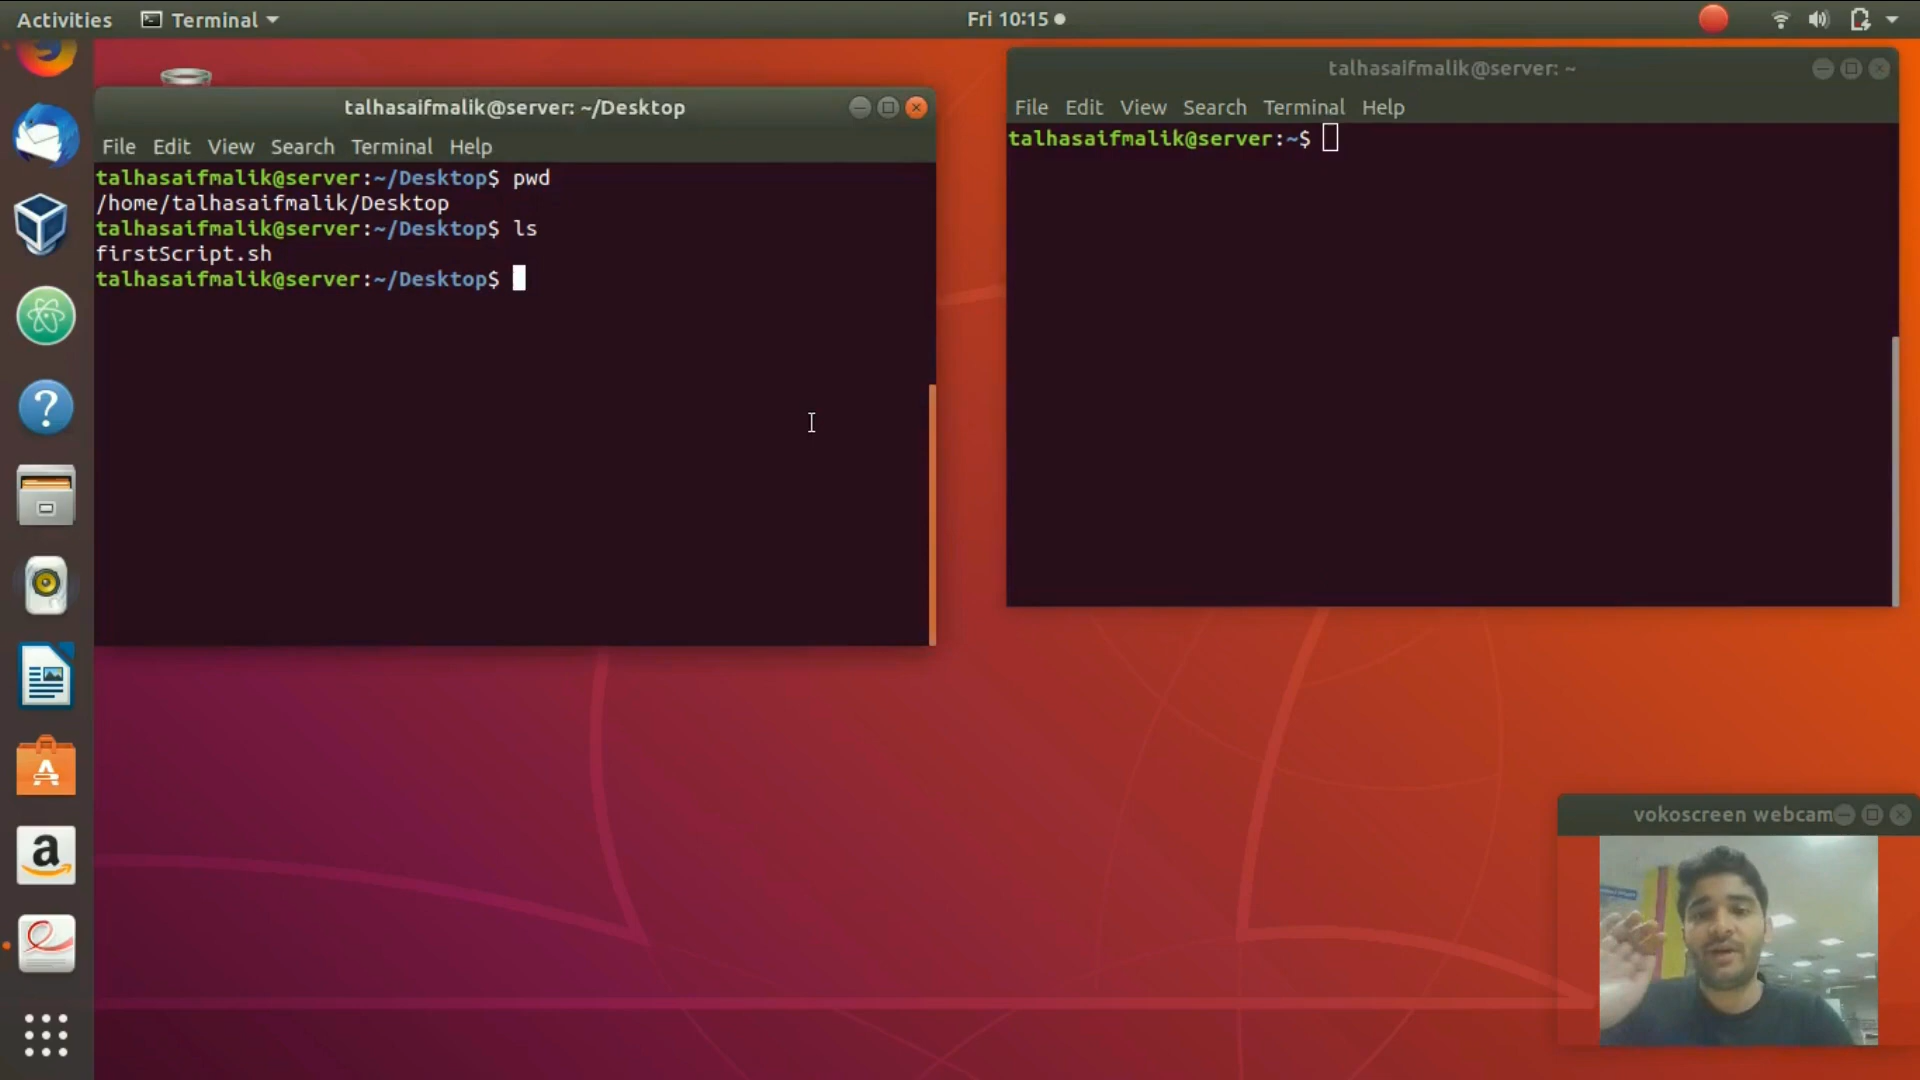 Activities Terminal Fri 10:15
talhasaifmalik@server: ~/Desktop
File Edit View Search Terminal Help
talhasaifmalik@server:~/Desktop$ pwd
/home/talhasaifmalik/Desktop
talhasaifmalik@server:~/Desktop$ ls
firstScript.sh
talhasaifmalik@server:~/Desktop$
talhasaifmalik@server: ~
File Edit View Search Terminal Help
talhasaifmalik@server:~$
vokoscreen webcam